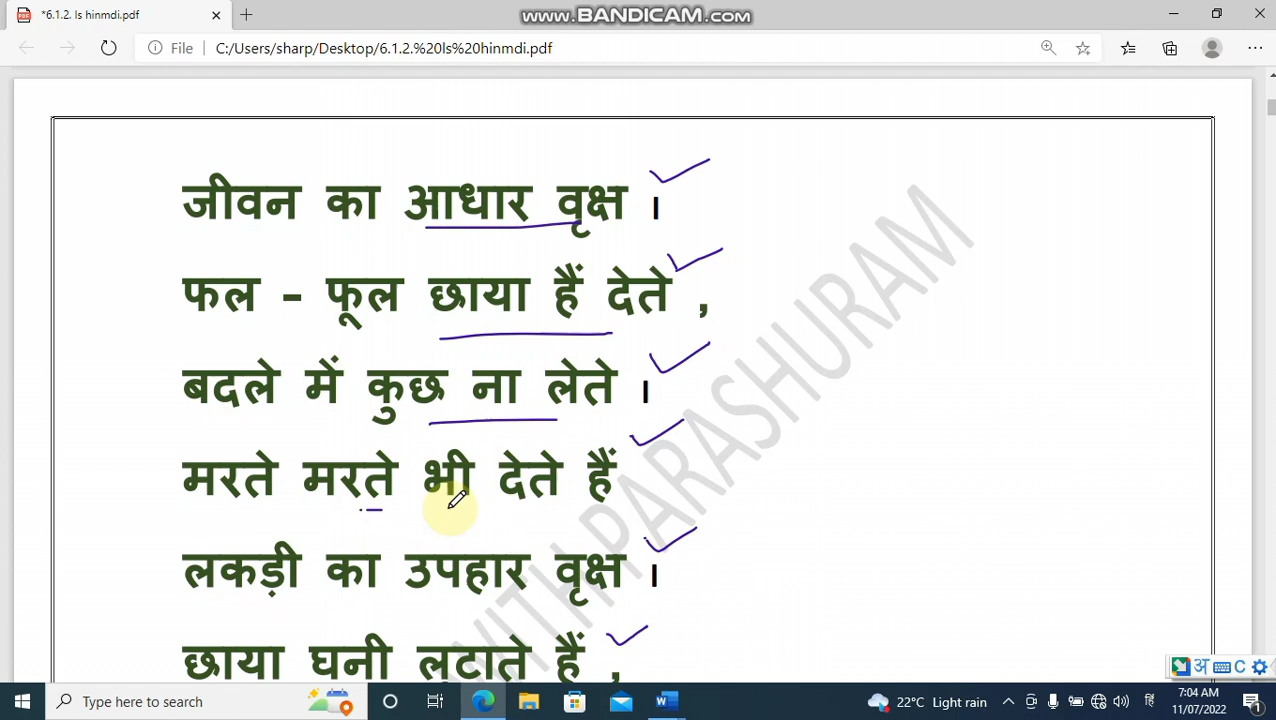 *6.1.2. ls hinmdi.pdf
www.BANDICAM.com
File C:/Users/sharp/Desktop/6.1.2.%20ls%20hinmdi.pdf
जीवन का आधार वृक्ष ।
फल - फूल छाया हैं देते ,
बदले में कुछ ना लेते ।
मरते मरते भी देते हैं
लकड़ी का उपहार वृक्ष ।
छाया घनी लुटाते हैं ,
WITH PARASHURAM
अ C
Type here to search
22°C Light rain
हिं
7:04 AM
11/07/2022
1